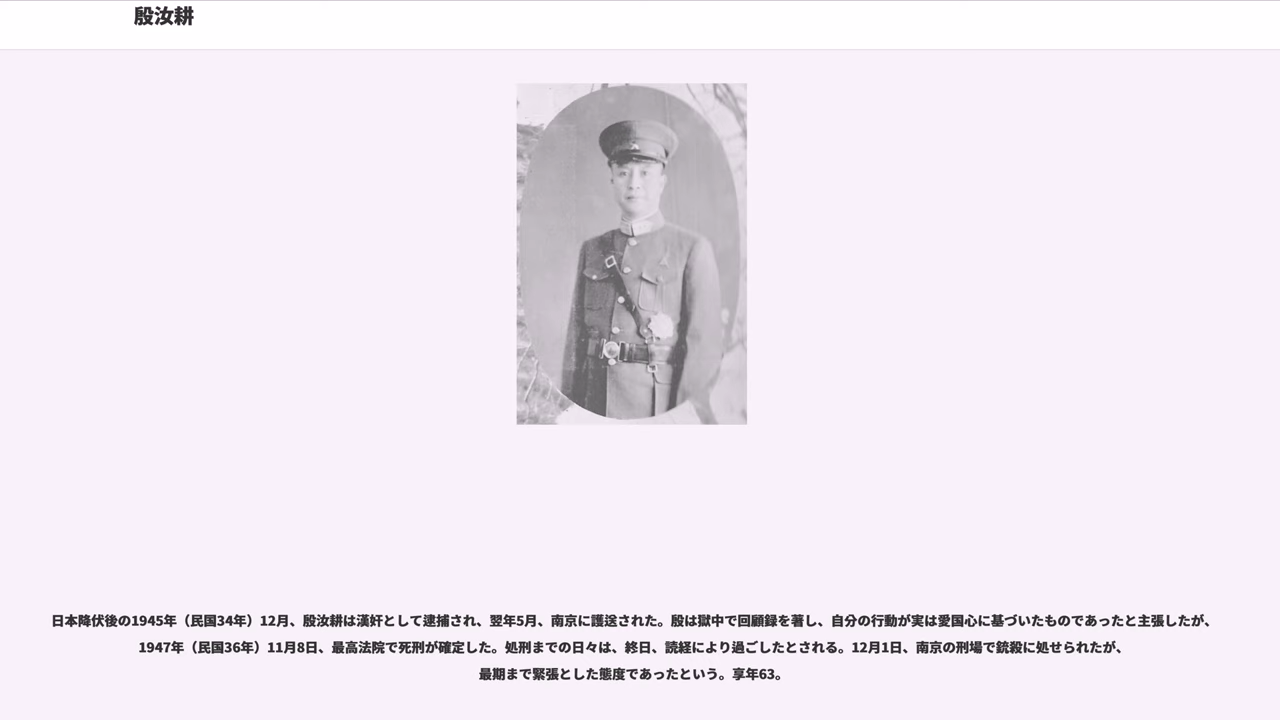 殷汝耕
日本降伏後の1945年（民国34年）12月、殷汝耕は漢奸として逮捕され、翌年5月、南京に護送された。殷は獄中で回顧録を著し、自分の行動が実は愛国心に基づいたものであったと主張したが、
1947年（民国36年）11月8日、最高法院で死刑が確定した。処刑までの日々は、終日、読経により過ごしたとされる。12月1日、南京の刑場で銃殺に処せられたが、
最期まで緊張とした態度であったという。享年63。